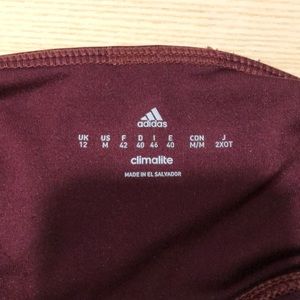 adidas
UK US F D I E CON J
12 M 42 40 46 40 M/M 2XOT
climalite
MADE IN EL SALVADOR